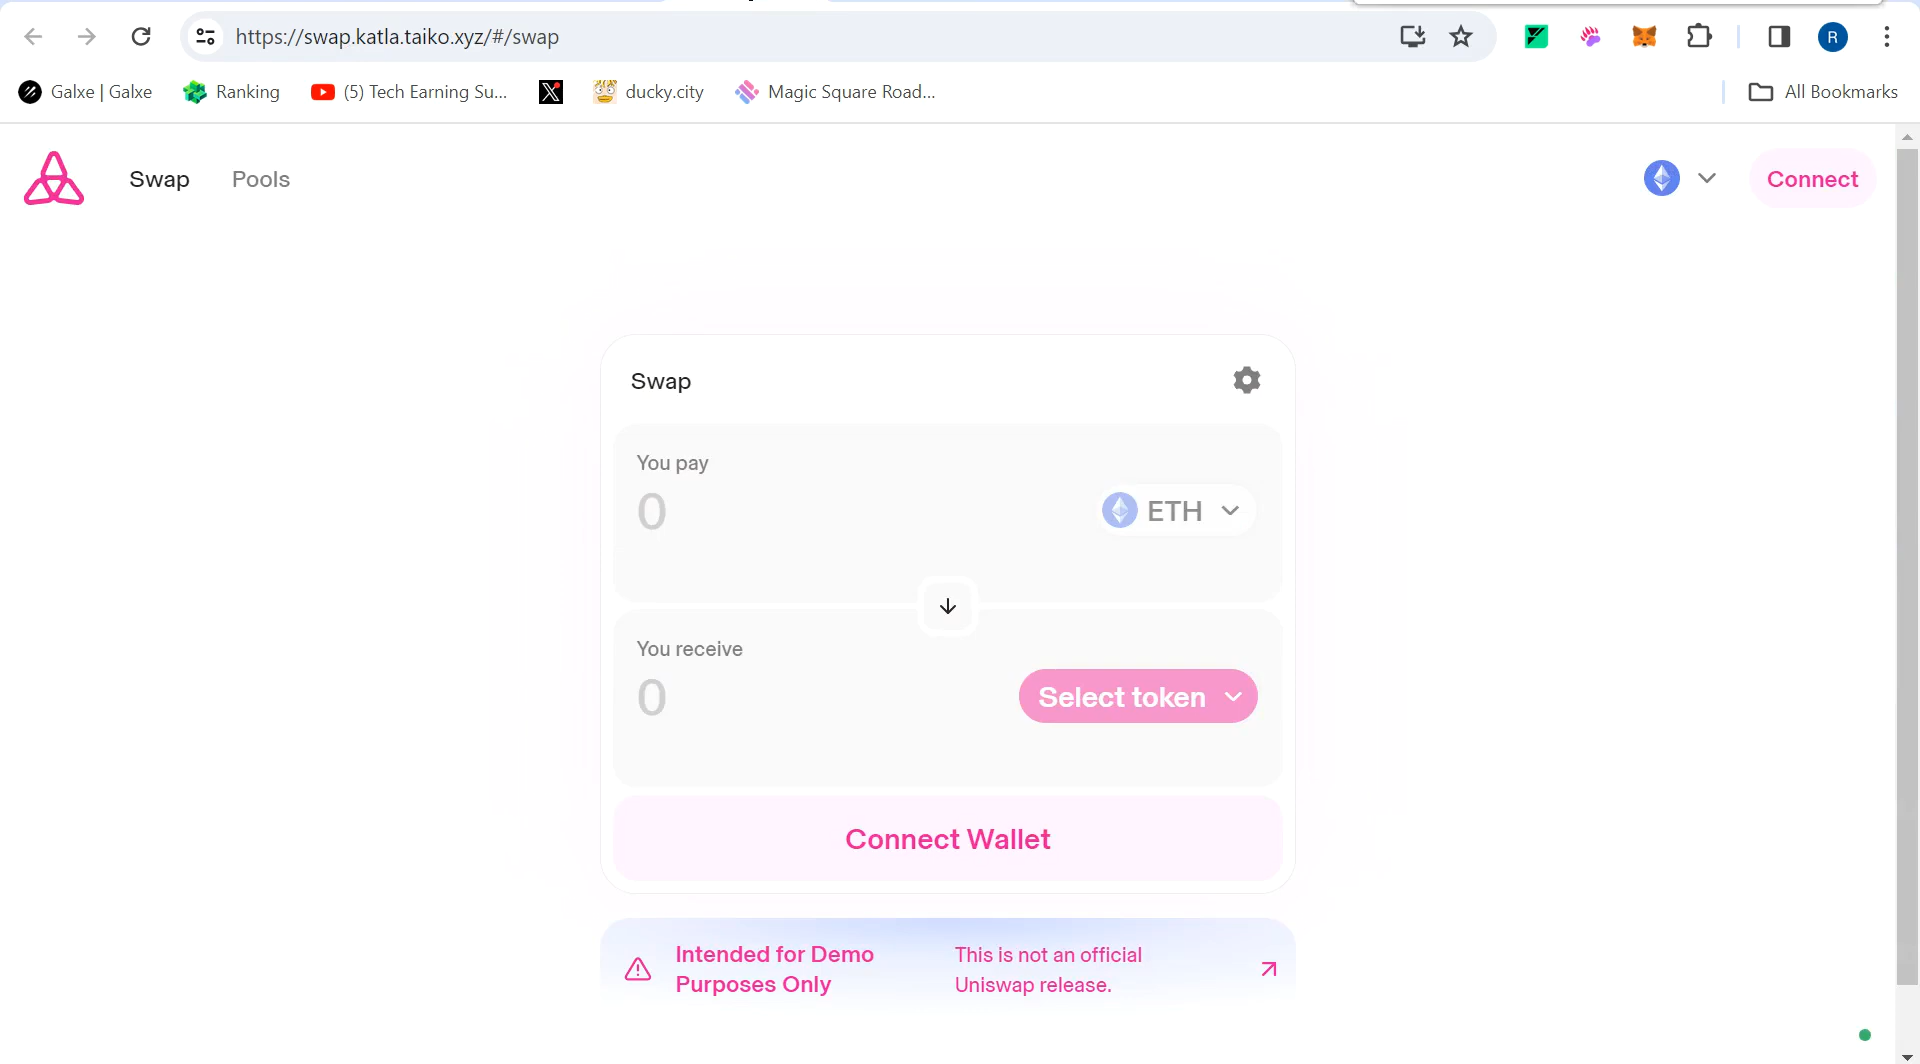 https://swap.katla.taiko.xyz/#/swap
R
Galxe | Galxe
Ranking
(5) Tech Earning Su...
ducky.city
Magic Square Road...
All Bookmarks
Swap
Pools
Connect
Swap
You pay
0
ETH
You receive
0
Select token
Connect Wallet
Intended for Demo
Purposes Only
This is not an official
Uniswap release.